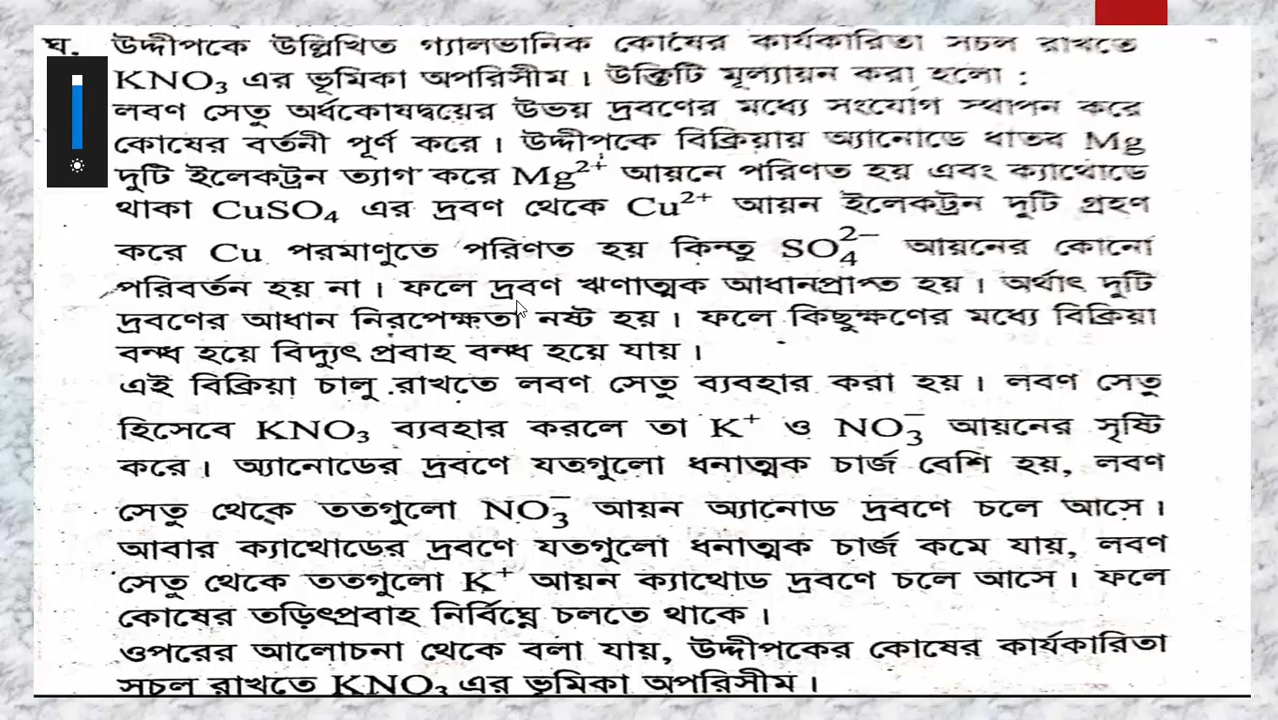 ঘ. উদ্দীপকে উল্লিখিত গ্যালভানিক কোষের কার্যকারিতা সচল রাখতে
KNO₃ এর ভূমিকা অপরিসীম। উক্তিটি মূল্যায়ন করা হলো :
লবণ সেতু অর্ধকোষদ্বয়ের উভয় দ্রবণের মধ্যে সংযোগ স্থাপন করে
কোষের বর্তনী পূর্ণ করে। উদ্দীপকে বিক্রিয়ায় অ্যানোডে ধাতব Mg
দুটি ইলেকট্রন ত্যাগ করে Mg²⁺ আয়নে পরিণত হয় এবং ক্যাথোডে
থাকা CuSO₄ এর দ্রবণ থেকে Cu²⁺ আয়ন ইলেকট্রন দুটি গ্রহণ
করে Cu পরমাণুতে পরিণত হয় কিন্তু SO₄²⁻ আয়নের কোনো
পরিবর্তন হয় না। ফলে দ্রবণ ঋণাত্মক আধানপ্রাপ্ত হয়। অর্থাৎ দুটি
দ্রবণের আধান নিরপেক্ষতা নষ্ট হয়। ফলে কিছুক্ষণের মধ্যে বিক্রিয়া
বন্ধ হয়ে বিদ্যুৎ প্রবাহ বন্ধ হয়ে যায়।
এই বিক্রিয়া চালু রাখতে লবণ সেতু ব্যবহার করা হয়। লবণ সেতু
হিসেবে KNO₃ ব্যবহার করলে তা K⁺ ও NO₃⁻ আয়নের সৃষ্টি
করে। অ্যানোডের দ্রবণে যতগুলো ধনাত্মক চার্জ বেশি হয়, লবণ
সেতু থেকে ততগুলো NO₃⁻ আয়ন অ্যানোড দ্রবণে চলে আসে।
আবার ক্যাথোডের দ্রবণে যতগুলো ধনাত্মক চার্জ কমে যায়, লবণ
সেতু থেকে ততগুলো K⁺ আয়ন ক্যাথোড দ্রবণে চলে আসে। ফলে
কোষের তড়িৎপ্রবাহ নির্বিঘ্নে চলতে থাকে।
ওপরের আলোচনা থেকে বলা যায়, উদ্দীপকের কোষের কার্যকারিতা
সচল রাখতে KNO₃ এর ভূমিকা অপরিসীম।